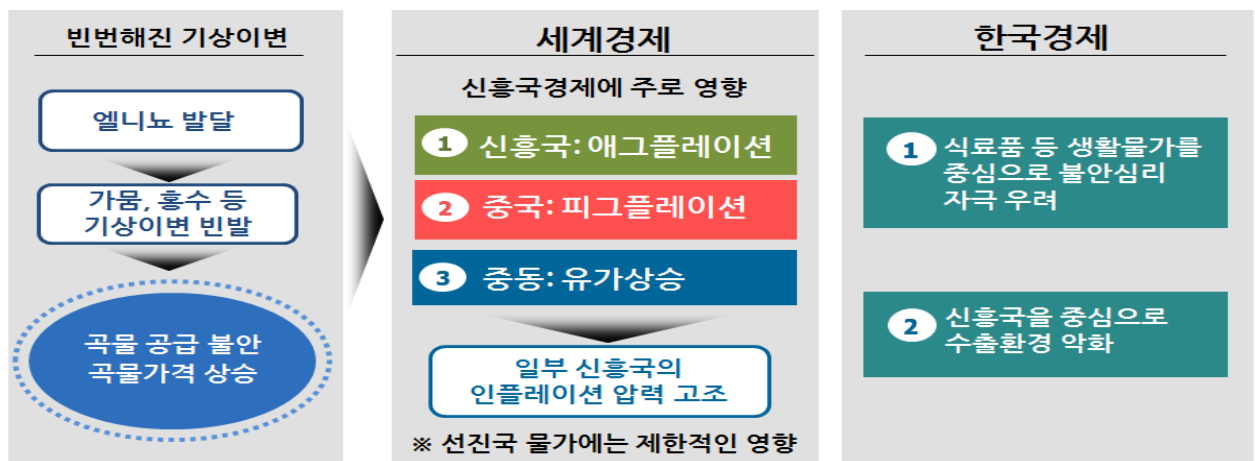 빈번해진 기상이변
엘니뇨 발달
가뭄, 홍수 등
기상이변 빈발
곡물 공급 불안
곡물가격 상승
세계경제
신흥국경제에 주로 영향
1 신흥국: 애그플레이션
2 중국: 피그플레이션
3 중동: 유가상승
일부 신흥국의
인플레이션 압력 고조
※ 선진국 물가에는 제한적인 영향
한국경제
1 식료품 등 생활물가를
중심으로 불안심리
자극 우려
2 신흥국을 중심으로
수출환경 악화